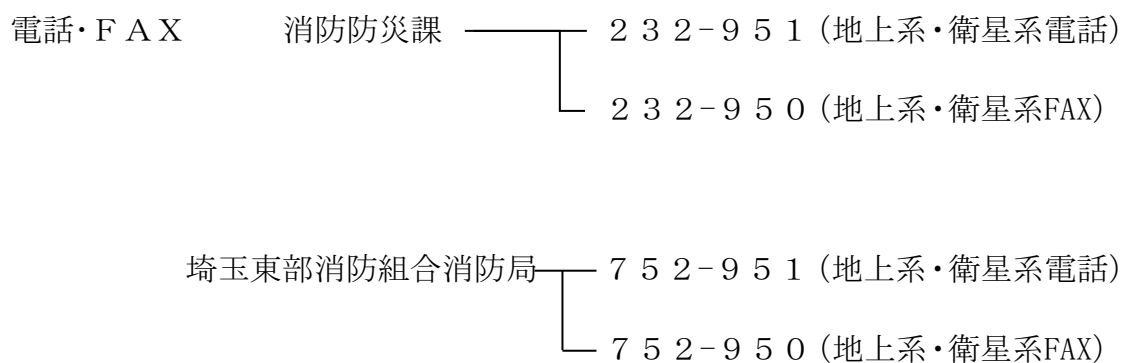 電話・ＦＡＸ　消防防災課　２３２-９５１（地上系・衛星系電話）
２３２-９５０（地上系・衛星系FAX）
埼玉東部消防組合消防局　７５２-９５１（地上系・衛星系電話）
７５２-９５０（地上系・衛星系FAX）